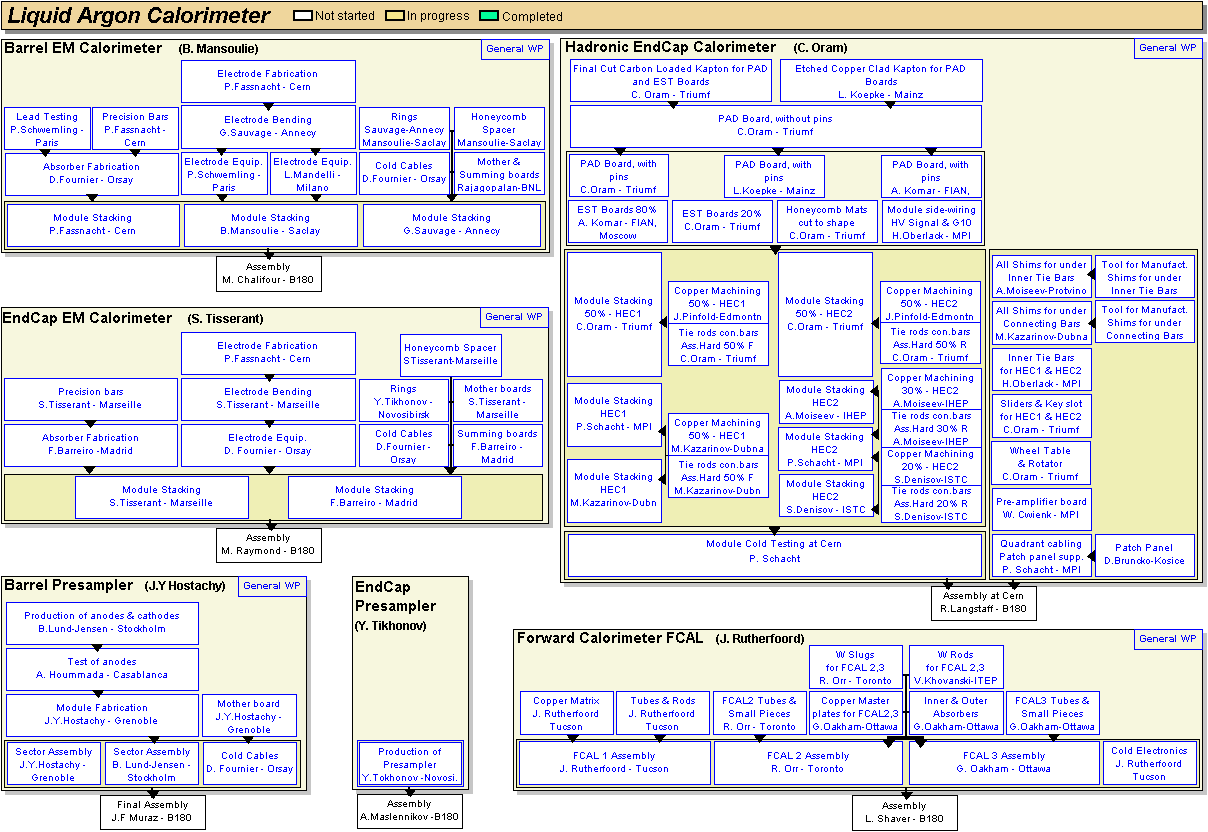 Liquid Argon Calorimeter
Not started
In progress
Completed
Barrel EM Calorimeter (B. Mansoulie)
General WP
Electrode Fabrication
P.Fassnacht - Cern
Lead Testing
P.Schwemling -
Paris
Precision Bars
P.Fassnacht -
Cern
Electrode Bending
G.Sauvage - Annecy
Rings
Sauvage-Annecy
Mansoulie-Saclay
Honeycomb
Spacer
Mansoulie-Saclay
Absorber Fabrication
D.Fournier - Orsay
Electrode Equip.
P.Schwemling -
Paris
Electrode Equip.
L.Mandelli -
Milano
Cold Cables
D.Fournier - Orsay
Mother &
Summing boards
Rajagopalan-BNL
Module Stacking
P.Fassnacht - Cern
Module Stacking
B.Mansoulie - Saclay
Module Stacking
G.Sauvage - Annecy
Assembly
M. Chalifour - B180
EndCap EM Calorimeter (S. Tisserant)
General WP
Electrode Fabrication
P.Fassnacht - Cern
Honeycomb Spacer
STisserant-Marseille
Precision bars
S.Tisserant - Marseille
Electrode Bending
S.Tisserant - Marseille
Rings
Y.Tikhonov -
Novosibirsk
Mother boards
S.Tisserant -
Marseille
Absorber Fabrication
F.Barreiro - Madrid
Electrode Equip.
D. Fournier - Orsay
Cold Cables
D.Fournier -
Orsay
Summing boards
F.Barreiro -
Madrid
Module Stacking
S.Tisserant - Marseille
Module Stacking
F.Barreiro - Madrid
Assembly
M. Raymond - B180
Barrel Presampler (J.Y Hostachy)
General WP
Production of anodes & cathodes
B.Lund-Jensen - Stockholm
Test of anodes
A. Hoummada - Casablanca
Module Fabrication
J.Y.Hostachy - Grenoble
Mother board
J.Y.Hostachy -
Grenoble
Sector Assembly
J.Y.Hostachy -
Grenoble
Sector Assembly
B. Lund-Jensen -
Stockholm
Cold Cables
D. Fournier - Orsay
Final Assembly
J.F Muraz - B180
EndCap
Presampler
(Y. Tikhonov)
Production of
Presampler
Y.Tokhonov -Novosi.
Assembly
A.Maslennikov -B180
Hadronic EndCap Calorimeter (C. Oram)
General WP
Final Cut Carbon Loaded Kapton for PAD
and EST Boards
C. Oram - Triumf
Etched Copper Clad Kapton for PAD
Boards
L. Koepke - Mainz
PAD Board, without pins
C.Oram - Triumf
PAD Board, with
pins
C.Oram - Triumf
PAD Board, with
pins
L.Koepke - Mainz
PAD Board, with
pins
A. Komar - FIAN,
EST Boards 80%
A. Komar - FIAN,
Moscow
EST Boards 20%
C.Oram - Triumf
Honeycomb Mats
cut to shape
C.Oram - Triumf
Module side-wiring
HV Signal & G10
H.Oberlack - MPI
Module Stacking
50% - HEC1
C.Oram - Triumf
Copper Machining
50% - HEC1
J.Pinfold-Edmontn
Tie rods con.bars
Ass.Hard 50% F
C.Oram - Triumf
Module Stacking
50% - HEC2
C.Oram - Triumf
Copper Machining
50% - HEC2
J.Pinfold-Edmontn
Tie rods con.bars
Ass.Hard 50% R
C.Oram - Triumf
Module Stacking
HEC1
P.Schacht - MPI
Copper Machining
50% - HEC1
M.Kazarinov-Dubna
Tie rods con.bars
Ass.Hard 50% F
M.Kazarinov-Dubn
Module Stacking
HEC1
M.Kazarinov-Dubn
Module Stacking
HEC2
A.Moiseev - IHEP
Copper Machining
30% - HEC2
A.Moiseev-IHEP
Tie rods con.bars
Ass.Hard 30% R
A.Moiseev-IHEP
Module Stacking
HEC2
P.Schacht - MPI
Copper Machining
20% - HEC2
S.Denisov-ISTC
Module Stacking
HEC2
S.Denisov - ISTC
Tie rods con.bars
Ass.Hard 20% R
S.Denisov-ISTC
Module Cold Testing at Cern
P. Schacht
All Shims for under
Inner Tie Bars
A.Moiseev-Protvino
Tool for Manufact.
Shims for under
Inner Tie Bars
All Shims for under
Connecting Bars
M.Kazarinov-Dubna
Tool for Manufact.
Shims for under
Connecting Bars
Inner Tie Bars
for HEC1 & HEC2
H.Oberlack - MPI
Sliders & Key slot
for HEC1 & HEC2
C.Oram - Triumf
Wheel Table
& Rotator
C.Oram - Triumf
Pre-amplifier board
W. Cwienk - MPI
Quadrant cabling
Patch panel supp.
P. Schacht - MPI
Patch Panel
D.Bruncko-Kosice
Assembly at Cern
R.Langstaff - B180
Forward Calorimeter FCAL (J. Rutherfoord)
General WP
W Slugs
for FCAL 2,3
R. Orr - Toronto
W Rods
for FCAL 2,3
V.Khovanski-ITEP
Copper Matrix
J. Rutherfoord
Tucson
Tubes & Rods
J. Rutherfoord
Tucson
FCAL2 Tubes &
Small Pieces
R. Orr - Toronto
Copper Master
plates for FCAL2,3
G.Oakham-Ottawa
Inner & Outer
Absorbers
G.Oakham-Ottawa
FCAL3 Tubes &
Small Pieces
G.Oakham-Ottawa
FCAL 1 Assembly
J. Rutherfoord - Tucson
FCAL 2 Assembly
R. Orr - Toronto
FCAL 3 Assembly
G. Oakham - Ottawa
Cold Electronics
J. Rutherfoord
Tucson
Assembly
L. Shaver - B180